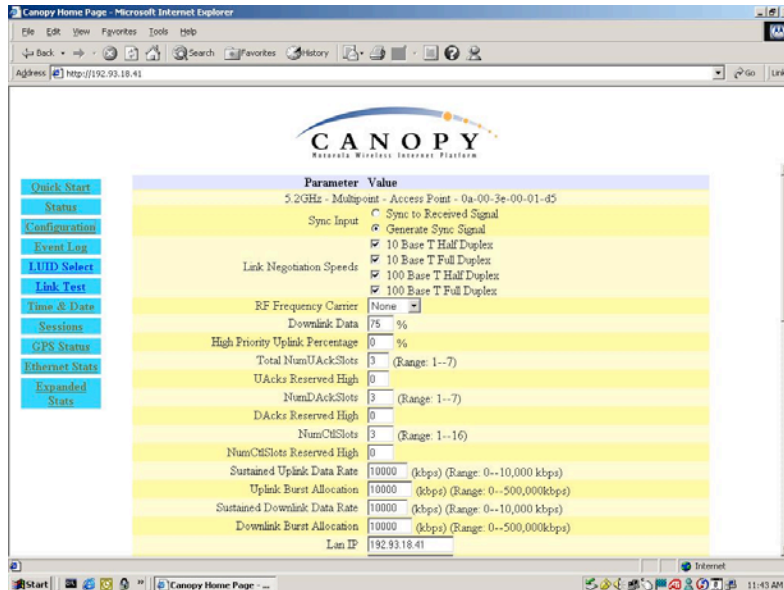 Canopy Home Page - Microsoft Internet Explorer
File Edit View Favorites Tools Help
Back Search Favorites History
Address http://192.93.18.41 Go Link
CANOPY
Motorola Wireless Internet Platform
Quick Start
Status
Configuration
Event Log
LUID Select
Link Test
Time & Date
Sessions
GPS Status
Ethernet Stats
Expanded
Stats
Parameter Value
5.2GHz - Multipoint - Access Point - 0a-00-3e-00-01-d5
Sync Input Sync to Received Signal
Generate Sync Signal
Link Negotiation Speeds 10 Base T Half Duplex
10 Base T Full Duplex
100 Base T Half Duplex
100 Base T Full Duplex
RF Frequency Carrier None
Downlink Data 75 %
High Priority Uplink Percentage 0 %
Total NumUAckSlots 3 (Range: 1--7)
UAcks Reserved High 0
NumDAckSlots 3 (Range: 1--7)
DAcks Reserved High 0
NumCtlSlots 3 (Range: 1--16)
NumCtlSlots Reserved High 0
Sustained Uplink Data Rate 10000 (kbps) (Range: 0--10,000 kbps)
Uplink Burst Allocation 10000 (kbps) (Range: 0--500,000kbps)
Sustained Downlink Data Rate 10000 (kbps) (Range: 0--10,000 kbps)
Downlink Burst Allocation 10000 (kbps) (Range: 0--500,000kbps)
Lan IP 192.93.18.41
Internet
Start » Canopy Home Page - ... 11:43 AM